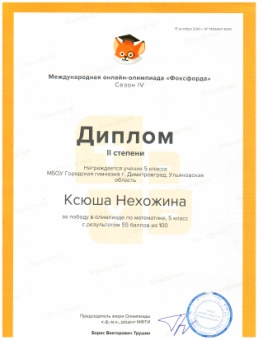 Международная онлайн-олимпиада «Фоксфорда»
Сезон IV
Диплом
II степени
Награждается ученик 5 класса
МБОУ Городская гимназия г. Димитровград, Ульяновская
область
Ксюша Нехожина
за победу в олимпиаде по математике, 5 класс
с результатом 55 баллов из 100
Председатель жюри Олимпиады
к.ф.-м.н., доцент МФТИ
Борис Викторович Трушин